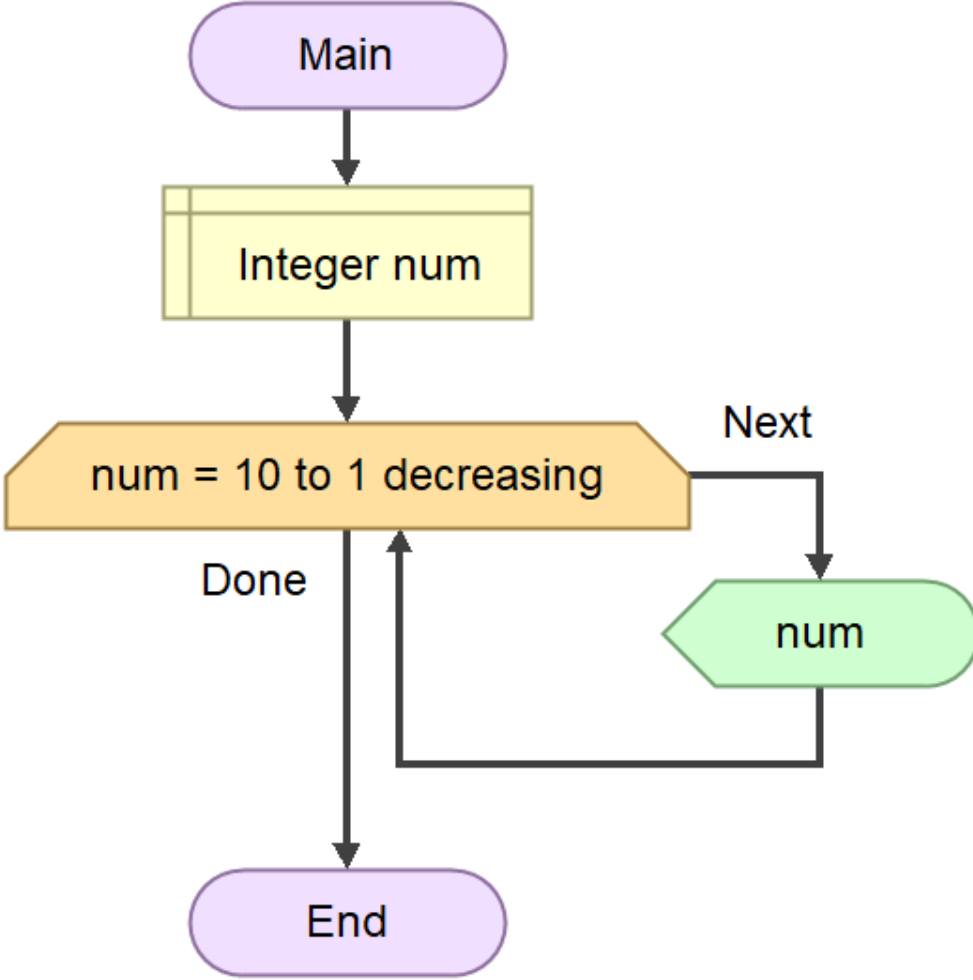 Main
Integer num
num = 10 to 1 decreasing
Next
Done
num
End